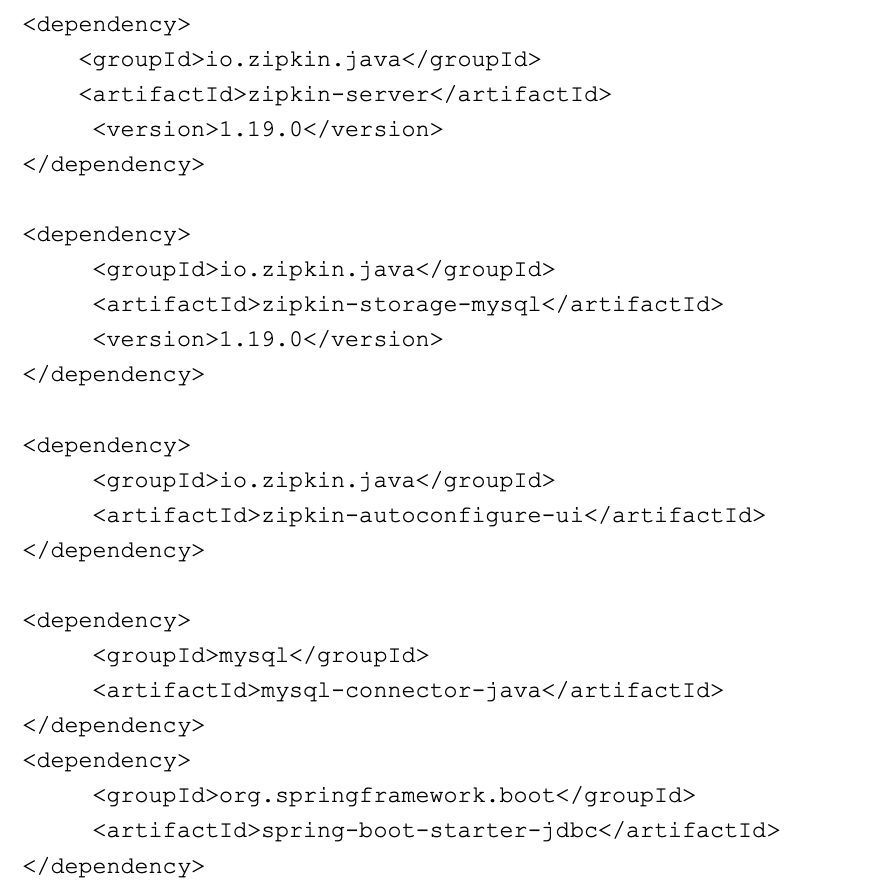 <dependency>
    <groupId>io.zipkin.java</groupId>
    <artifactId>zipkin-server</artifactId>
     <version>1.19.0</version>
</dependency>

<dependency>
     <groupId>io.zipkin.java</groupId>
     <artifactId>zipkin-storage-mysql</artifactId>
     <version>1.19.0</version>
</dependency>

<dependency>
     <groupId>io.zipkin.java</groupId>
     <artifactId>zipkin-autoconfigure-ui</artifactId>
</dependency>

<dependency>
     <groupId>mysql</groupId>
     <artifactId>mysql-connector-java</artifactId>
</dependency>
<dependency>
     <groupId>org.springframework.boot</groupId>
     <artifactId>spring-boot-starter-jdbc</artifactId>
</dependency>